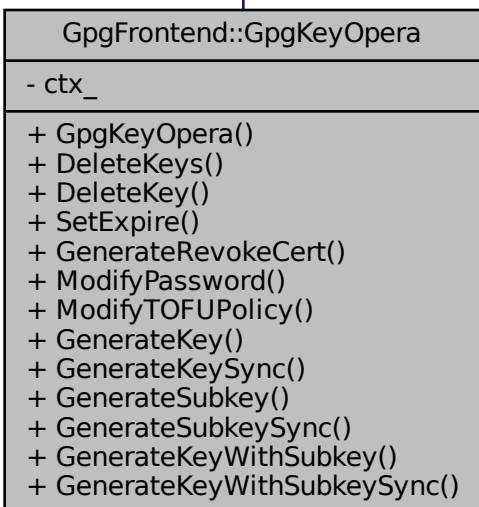 GpgFrontend::GpgKeyOpera
- ctx_
+ GpgKeyOpera()
+ DeleteKeys()
+ DeleteKey()
+ SetExpire()
+ GenerateRevokeCert()
+ ModifyPassword()
+ ModifyTOFUPolicy()
+ GenerateKey()
+ GenerateKeySync()
+ GenerateSubkey()
+ GenerateSubkeySync()
+ GenerateKeyWithSubkey()
+ GenerateKeyWithSubkeySync()